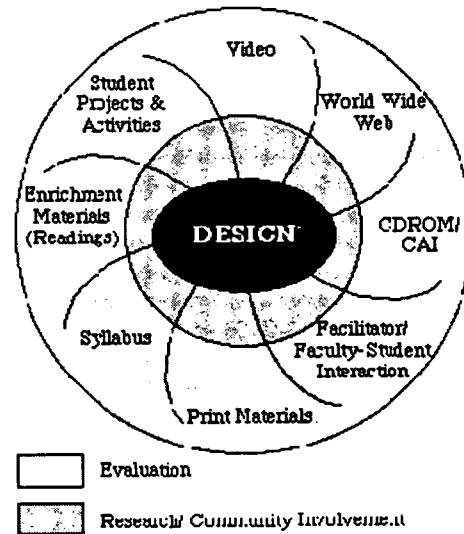 Video
Student
Projects &
Activities
World Wide
Web
Enrichment
Materials
(Readings)
DESIGN
CDROM/
CAI
Syllabus
Facilitator/
Faculty-Student
Interaction
Print Materials
Evaluation
Research/ Community Involvement